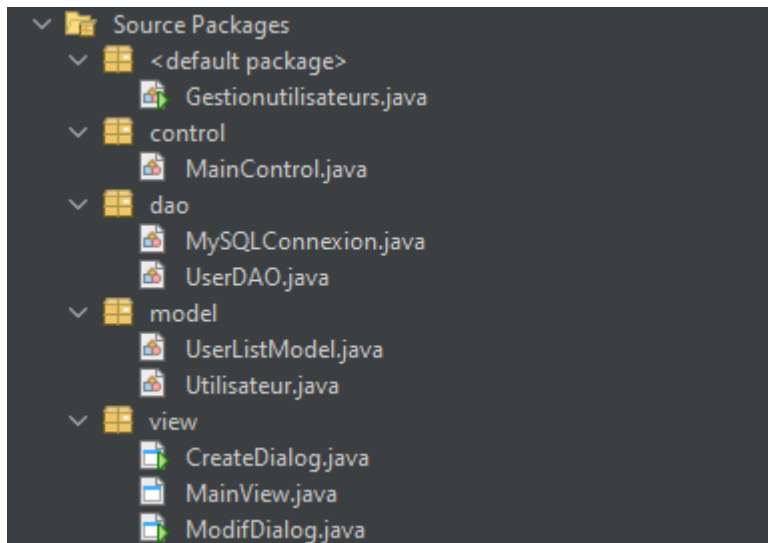 Source Packages
<default package>
Gestionutilisateurs.java
control
MainControl.java
dao
MySQLConnexion.java
UserDAO.java
model
UserListModel.java
Utilisateur.java
view
CreateDialog.java
MainView.java
ModifDialog.java